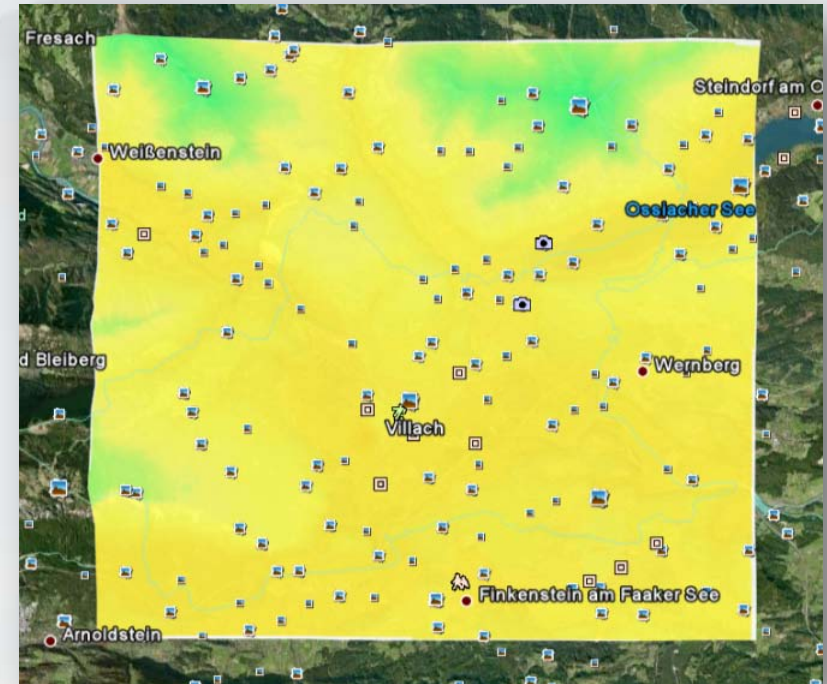 Fresach
Steindorf am O
Weißenstein
d
Ossiacher See
d Bleiberg
Wernberg
Villach
Finkenstein am Faaker See
Arnoldstein